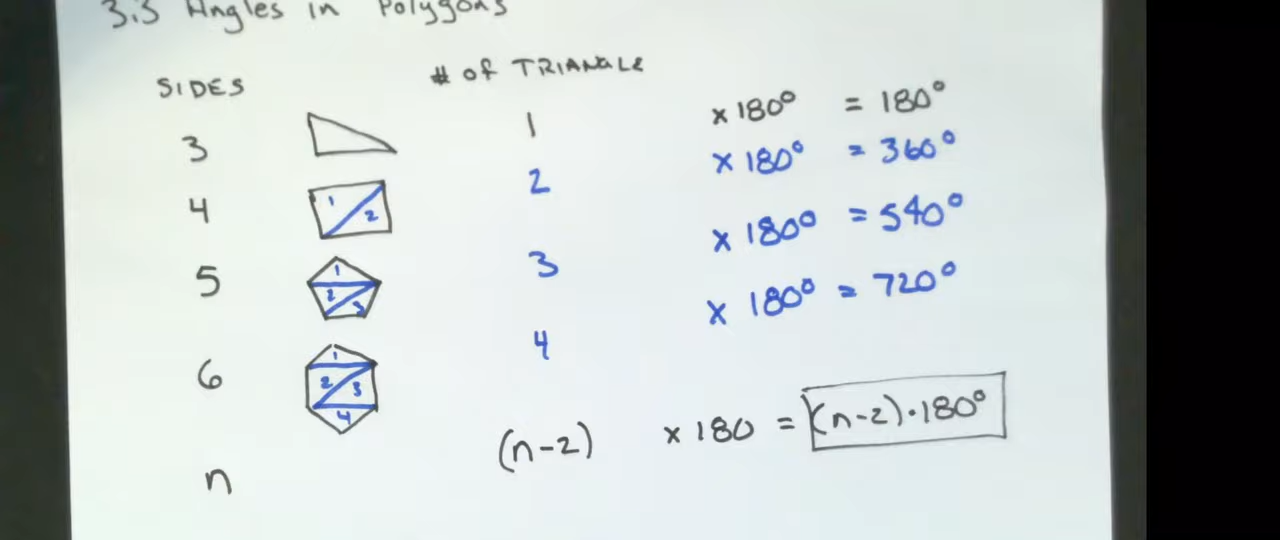 3.3 Angles in Polygons
SIDES # of TRIANGLE
3 1 × 180° = 180°
4 1 2 2 × 180° = 360°
5 1 2 3 3 × 180° = 540°
6 1 2 3 4 4 × 180° = 720°
n (n-2) × 180 = (n-2)·180°